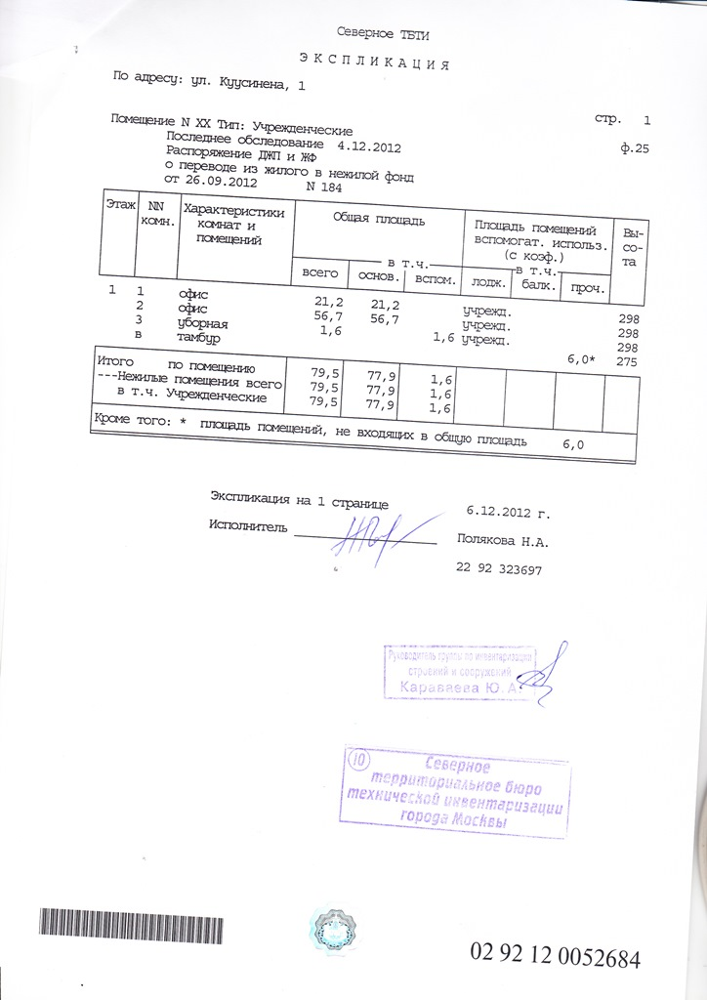 Северное ТБТИ
ЭКСПЛИКАЦИЯ
По адресу: ул. Куусинена, 1
стр. 1
Помещение N XX Тип: Учрежденческие
ф.25
Последнее обследование 4.12.2012
Распоряжение ДЖП и ЖФ
о переводе из жилого в нежилой фонд
от 26.09.2012 N 184
Этаж NN комн. Характеристики комнат и помещений Общая площадь Площадь помещений вспомогат. использ. (с коэф.) Вы-со-та
в т.ч. в т.ч.
всего основ. вспом. лодж. балк. проч.
1 1 офис 21,2 21,2 учрежд. 298
2 офис 56,7 56,7 учрежд. 298
3 уборная 1,6 1,6 учрежд. 298
в тамбур 6,0* 275
Итого по помещению 79,5 77,9 1,6
---Нежилые помещения всего 79,5 77,9 1,6
в т.ч. Учрежденческие 79,5 77,9 1,6
Кроме того: * площадь помещений, не входящих в общую площадь 6,0
Экспликация на 1 странице 6.12.2012 г.
Исполнитель Полякова Н.А.
22 92 323697
Руководитель группы по инвентаризации
строений и сооружений
Караваева Ю.А.
10 Северное
территориальное бюро
технической инвентаризации
города Москвы
02 92 12 0052684